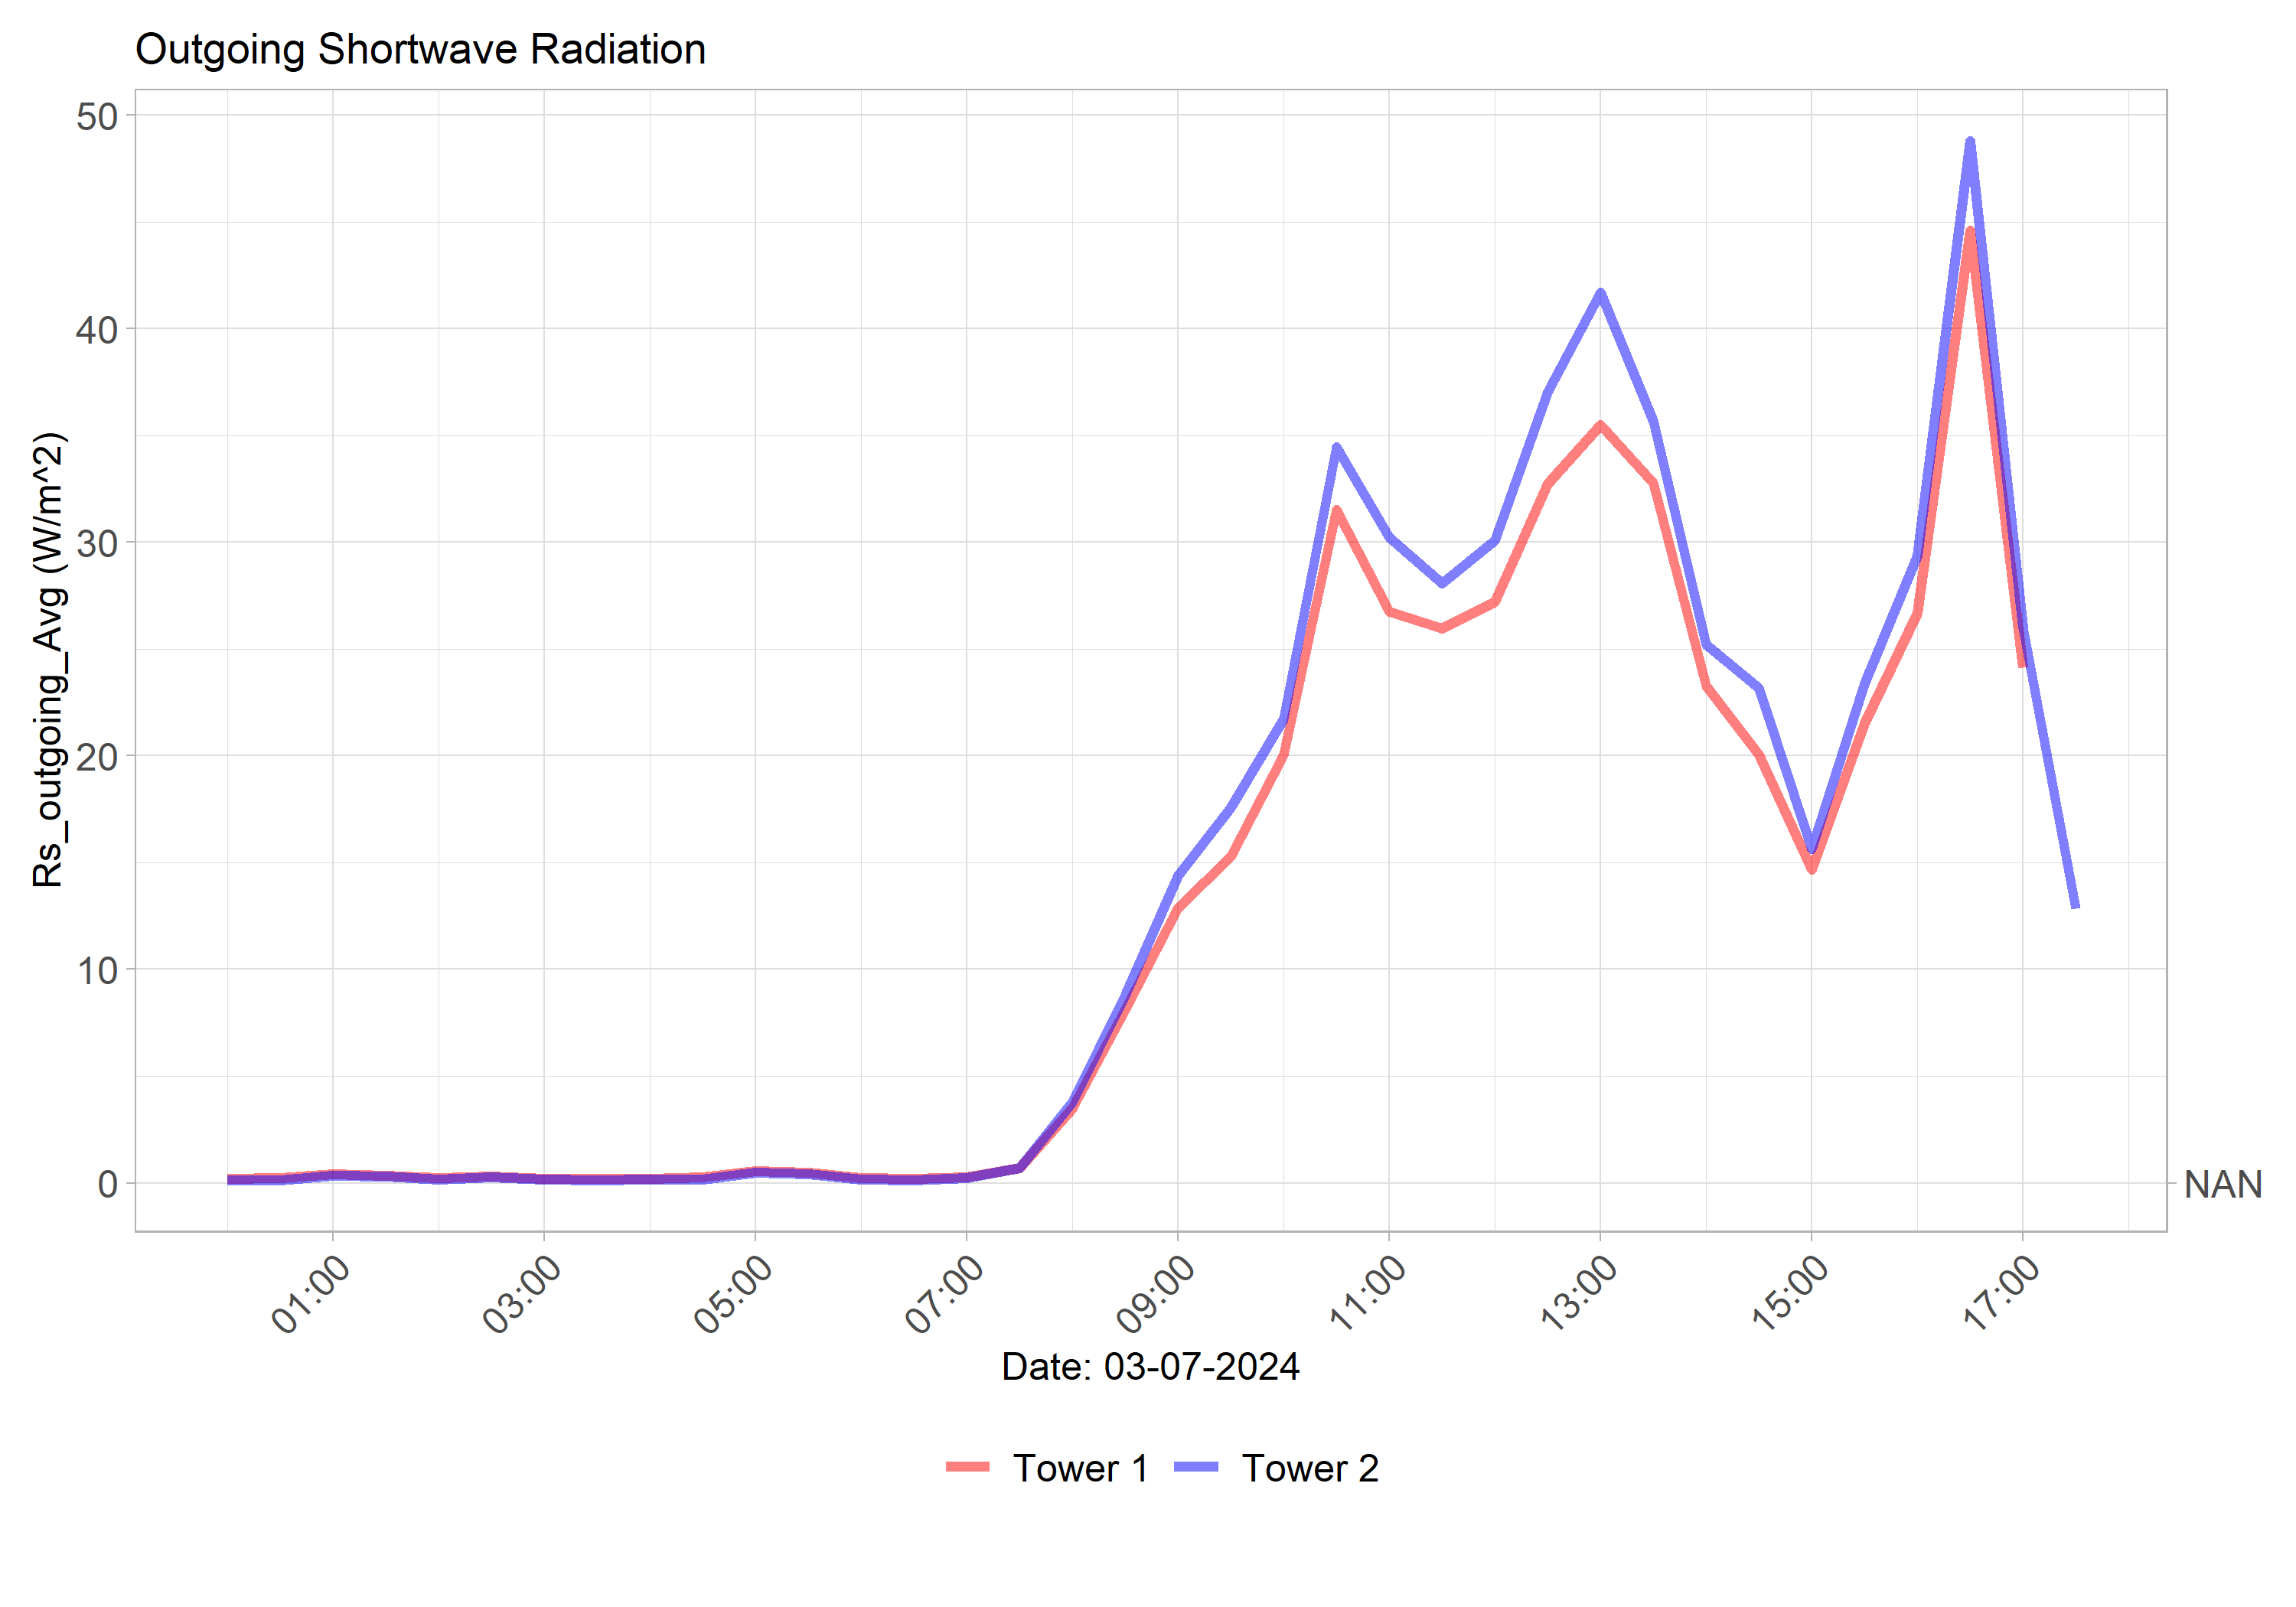 Outgoing Shortwave Radiation
Rs_outgoing_Avg (W/m^2)
50
40
30
20
10
0
NAN
01:00
03:00
05:00
07:00
09:00
11:00
13:00
15:00
17:00
Date: 03-07-2024
Tower 1
Tower 2